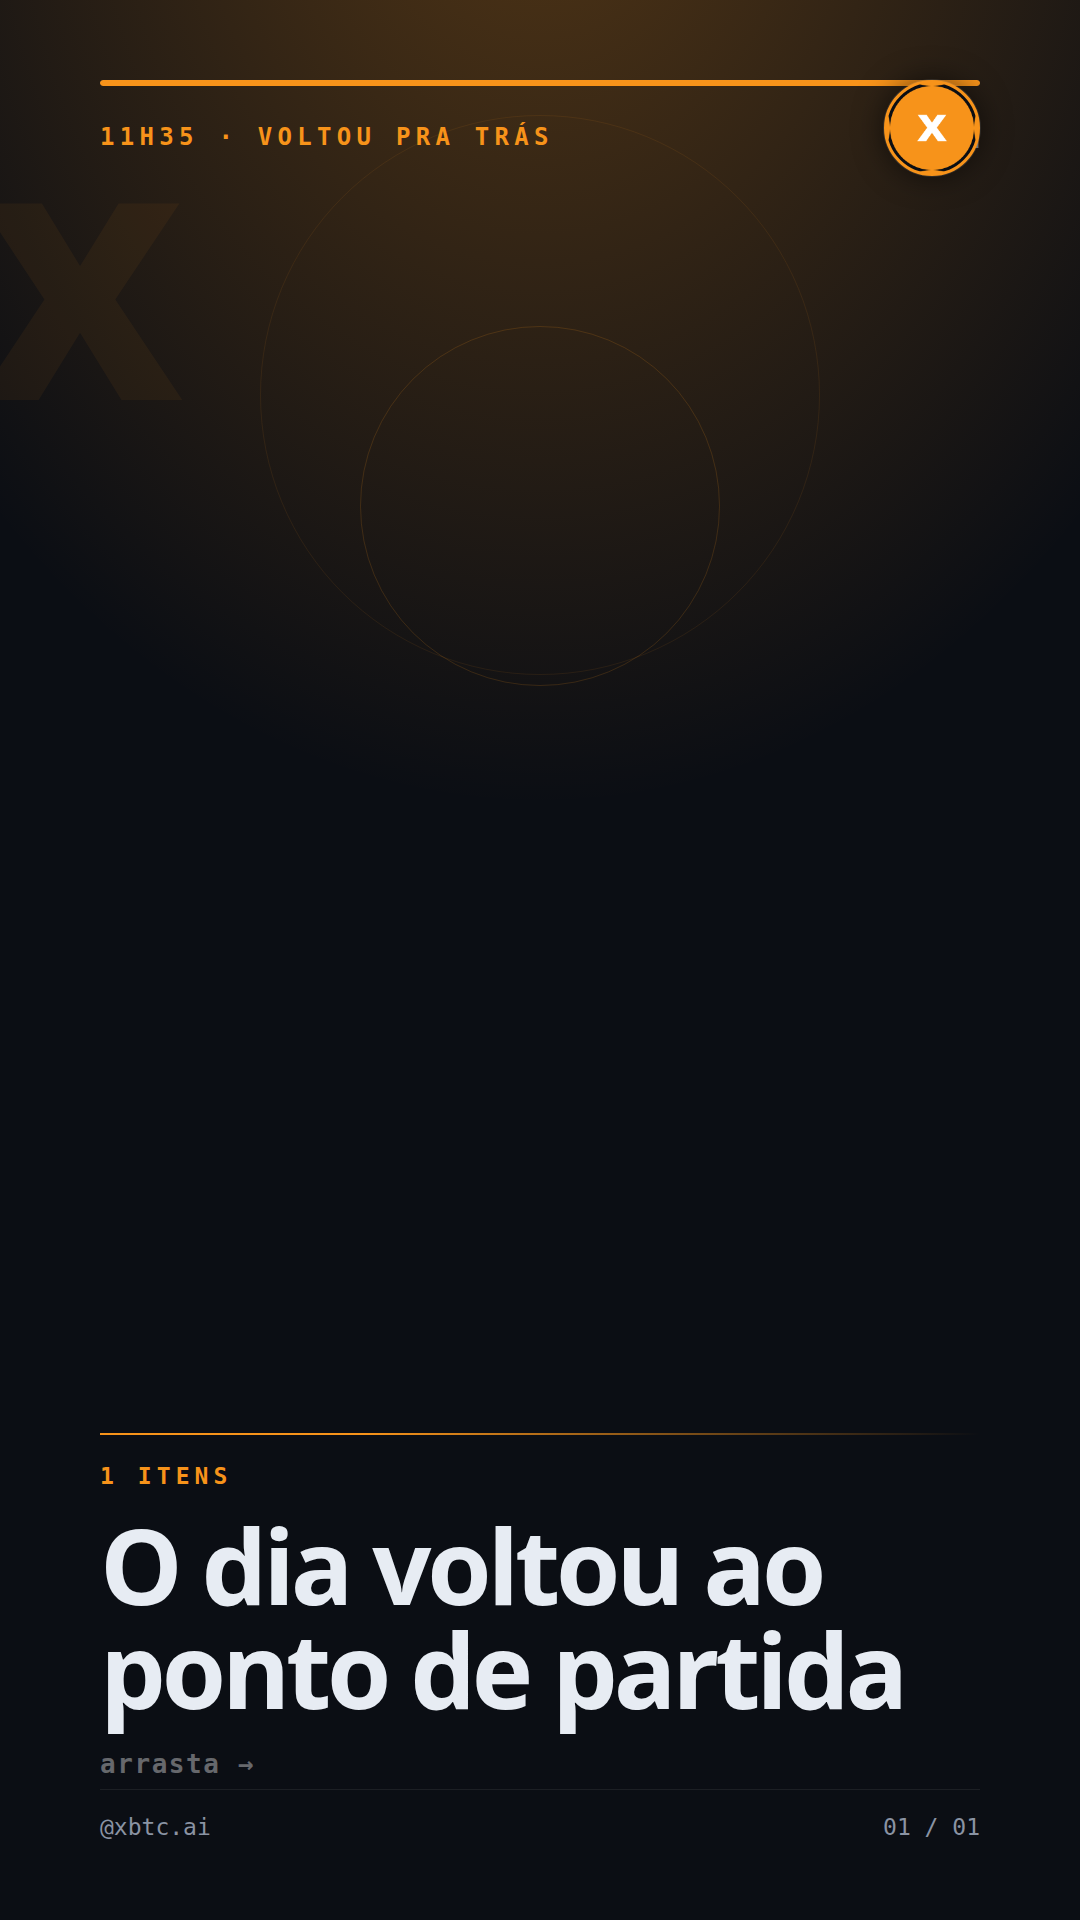 11H35 · VOLTOU PRA TRÁS
X
X
1 ITENS
O dia voltou ao
ponto de partida
arrasta →
@xbtc.ai
01 / 01